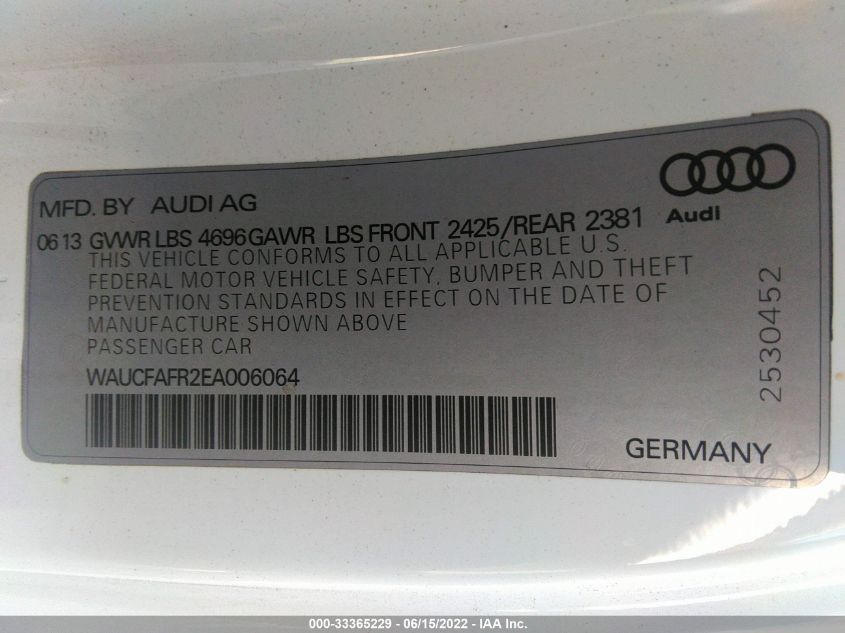 MFD. BY AUDI AG
Audi
06 13 GVWR LBS 4696 GAWR LBS FRONT 2425/REAR 2381
THIS VEHICLE CONFORMS TO ALL APPLICABLE U.S.
FEDERAL MOTOR VEHICLE SAFETY, BUMPER AND THEFT
PREVENTION STANDARDS IN EFFECT ON THE DATE OF
MANUFACTURE SHOWN ABOVE
PASSENGER CAR
WAUCFAFR2EA006064
2530452
GERMANY
000-33365229 - 06/15/2022 - IAA Inc.